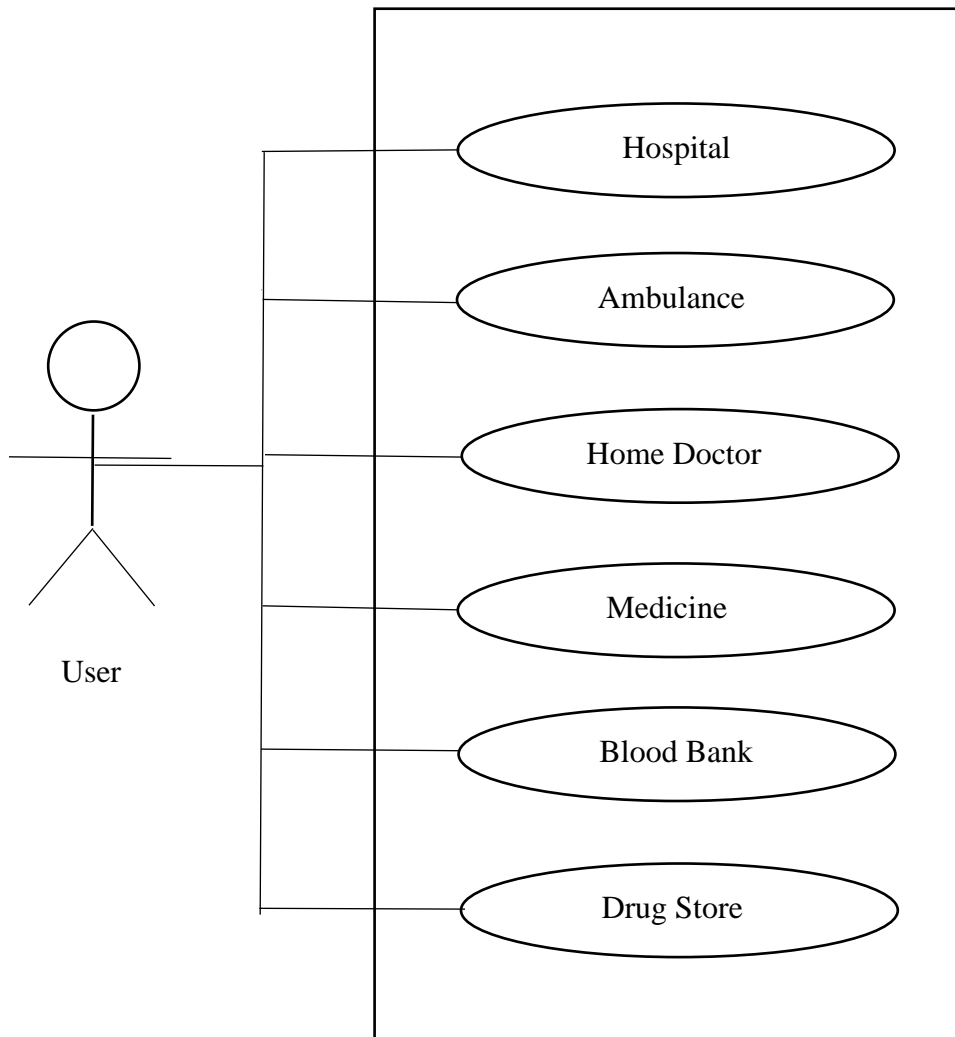 Hospital
Ambulance
Home Doctor
Medicine
User
Blood Bank
Drug Store